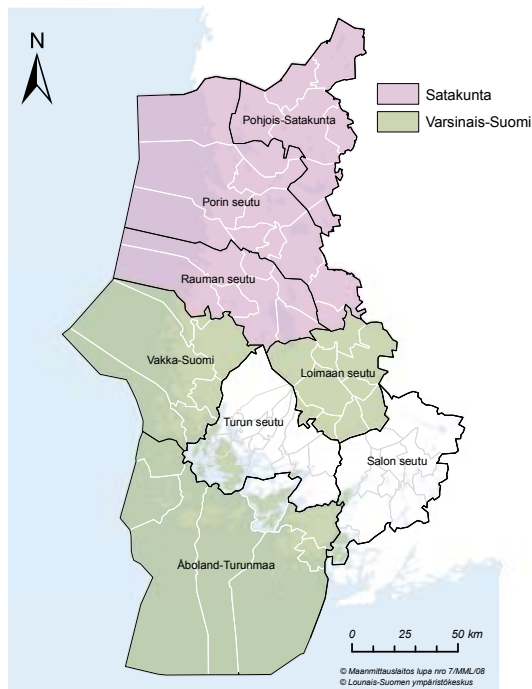 N
Satakunta
Varsinais-Suomi
Pohjois-Satakunta
Porin seutu
Rauman seutu
Vakka-Suomi
Loimaan seutu
Turun seutu
Salon seutu
Åboland-Turunmaa
0 25 50 km
© Maanmittauslaitos lupa nro 7/MML/08
© Lounais-Suomen ympäristökeskus